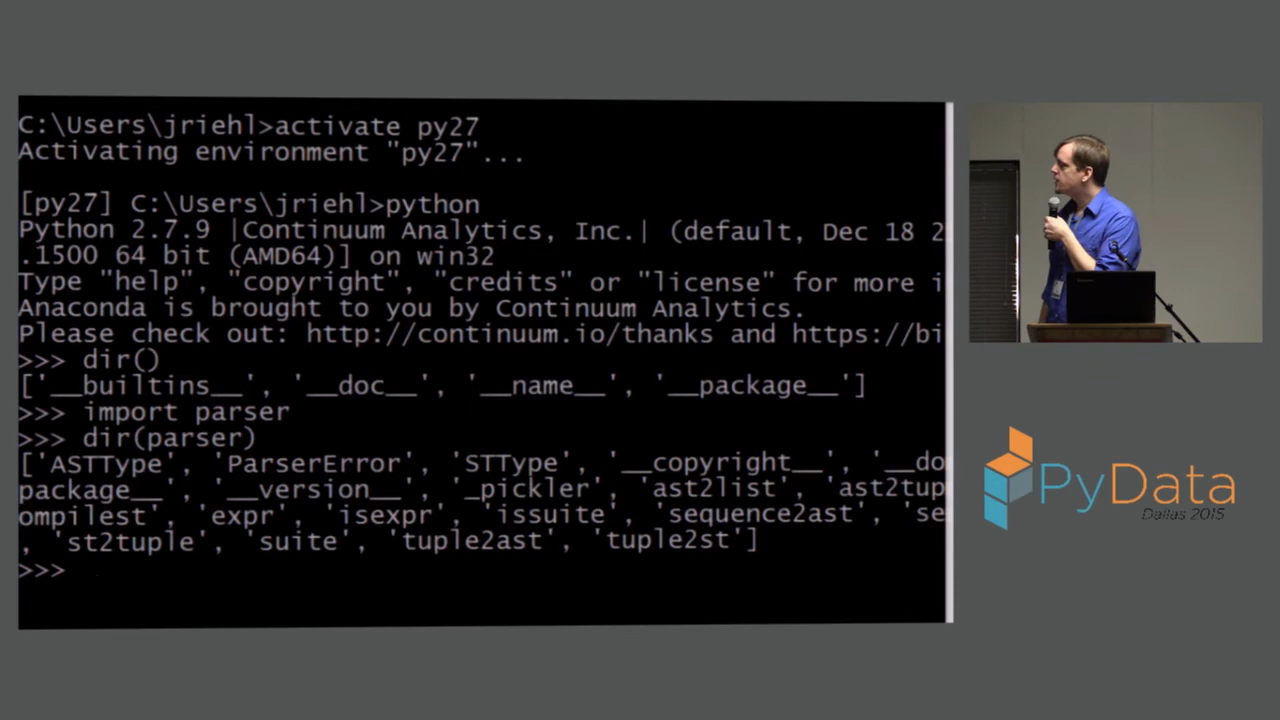 C:\Users\jriehl>activate py27
Activating environment "py27"...
[py27] C:\Users\jriehl>python
Python 2.7.9 |Continuum Analytics, Inc.| (default, Dec 18 2
.1500 64 bit (AMD64)] on win32
Type "help", "copyright", "credits" or "license" for more i
Anaconda is brought to you by Continuum Analytics.
Please check out: http://continuum.io/thanks and https://bi
>>> dir()
['__builtins__', '__doc__', '__name__', '__package__']
>>> import parser
>>> dir(parser)
['ASTType', 'ParserError', 'STType', '__copyright__', '__do
package__', '__version__', '_pickler', 'ast2list', 'ast2tup
ompilest', 'expr', 'isexpr', 'issuite', 'sequence2ast', 'se
, 'st2tuple', 'suite', 'tuple2ast', 'tuple2st']
>>>
PyData
Dallas 2015